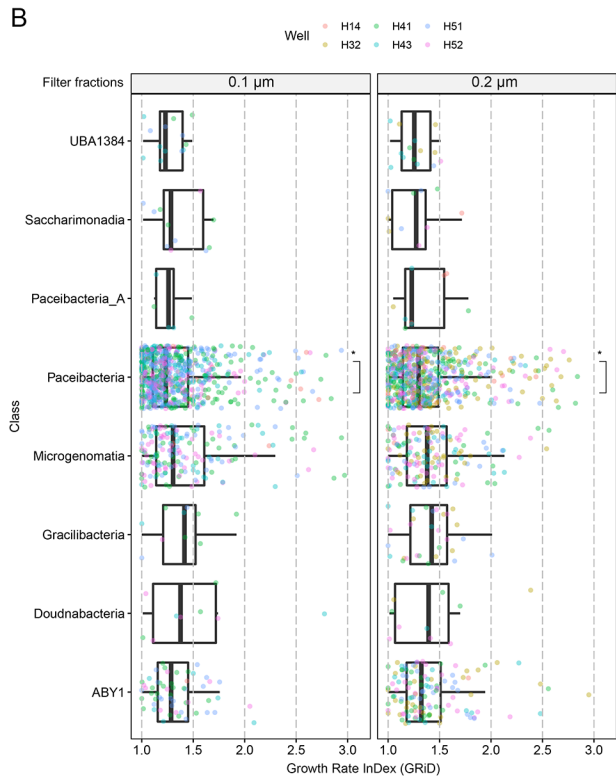 B
Well H14 H41 H51
H32 H43 H52
Filter fractions 0.1 µm 0.2 µm
UBA1384
Saccharimonadia
Paceibacteria_A
Paceibacteria * *
Class
Microgenomatia
Gracilibacteria
Doudnabacteria
ABY1
1.0 1.5 2.0 2.5 3.0 1.0 1.5 2.0 2.5 3.0
Growth Rate InDex (GRiD)